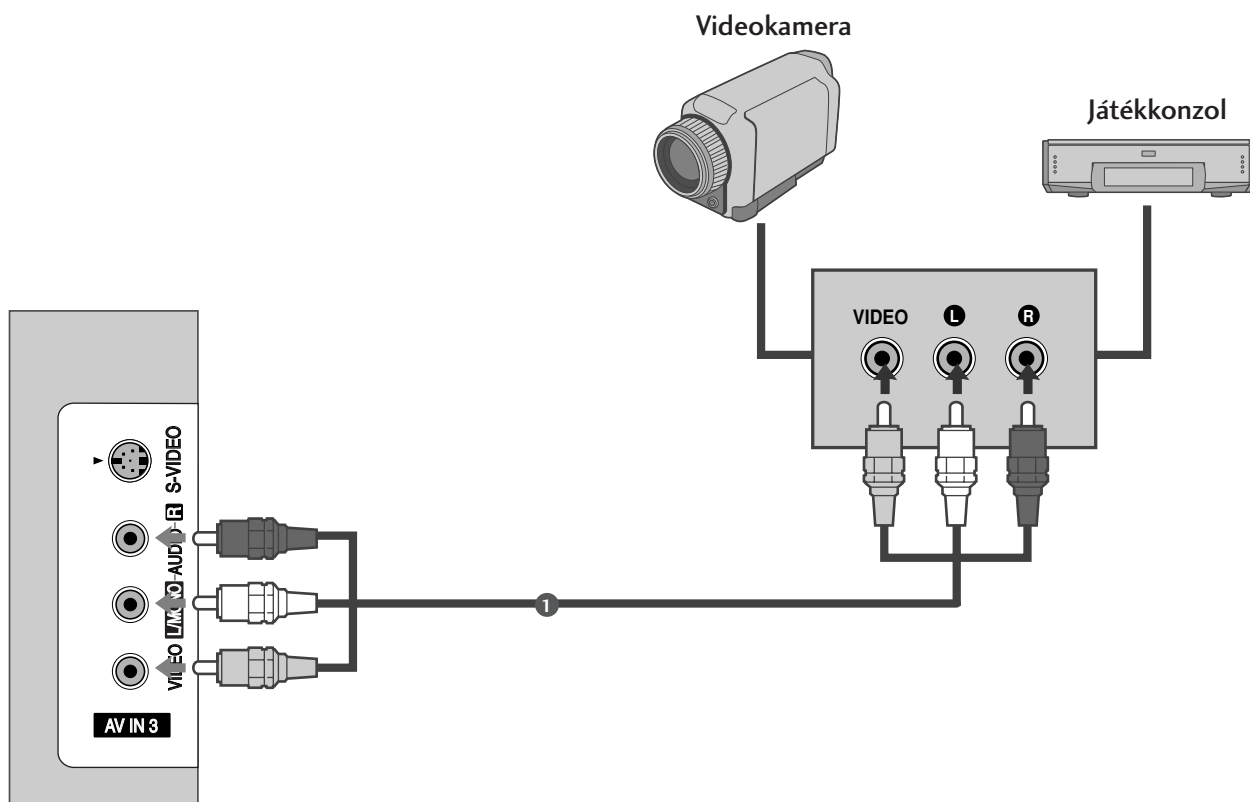 Videokamera
Játékkonzol
VIDEO L R
S-VIDEO
AUDIO R
L/MONO
VIDEO
AV IN 3
1